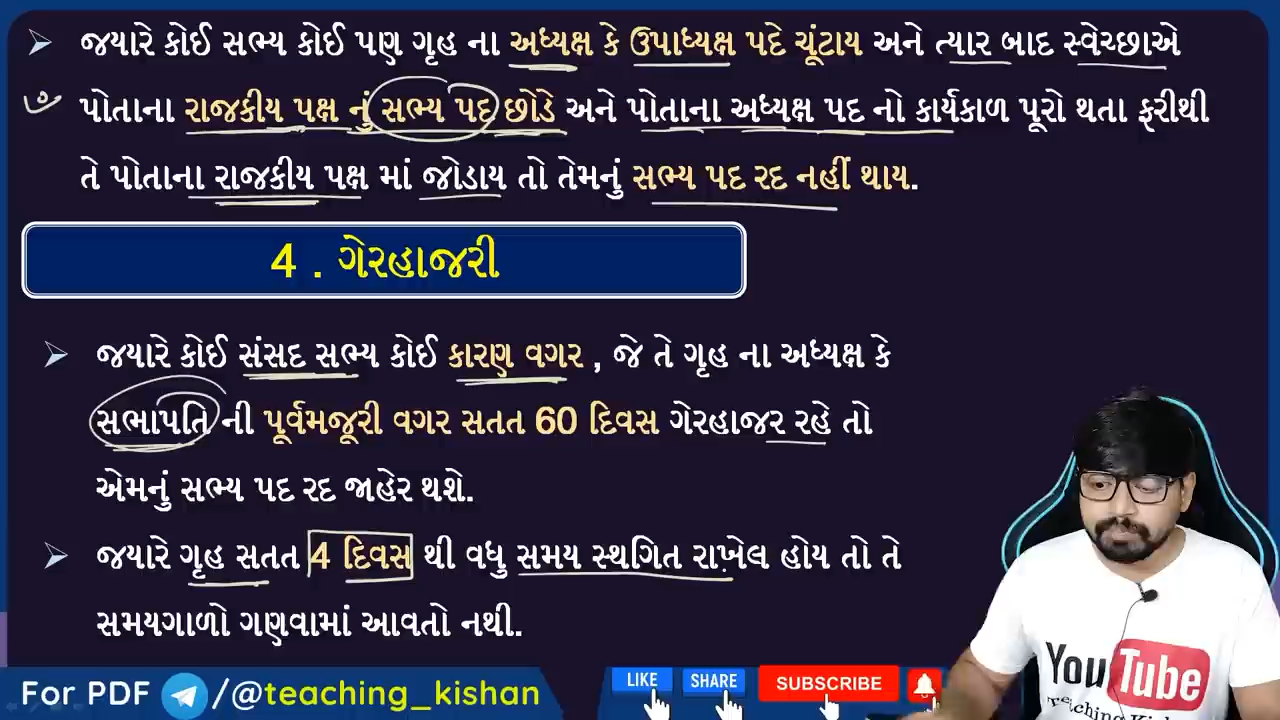 જયારે કોઈ સભ્ય કોઈ પણ ગૃહ ના અધ્યક્ષ કે ઉપાધ્યક્ષ પદે ચૂંટાય અને ત્યાર બાદ સ્વેચ્છાએ
પોતાના રાજકીય પક્ષ નું સભ્ય પદ છોડે અને પોતાના અધ્યક્ષ પદ નો કાર્યકાળ પૂરો થતા ફરીથી
તે પોતાના રાજકીય પક્ષ માં જોડાય તો તેમનું સભ્ય પદ રદ નહીં થાય.
4 . ગેરહાજરી
જયારે કોઈ સંસદ સભ્ય કોઈ કારણ વગર , જે તે ગૃહ ના અધ્યક્ષ કે
સભાપતિ ની પૂર્વમજૂરી વગર સતત 60 દિવસ ગેરહાજર રહે તો
એમનું સભ્ય પદ રદ જાહેર થશે.
જયારે ગૃહ સતત 4 દિવસ થી વધુ સમય સ્થગિત રાખેલ હોય તો તે
સમયગાળો ગણવામાં આવતો નથી.
For PDF /@teaching_kishan
LIKE SHARE SUBSCRIBE
YouTube